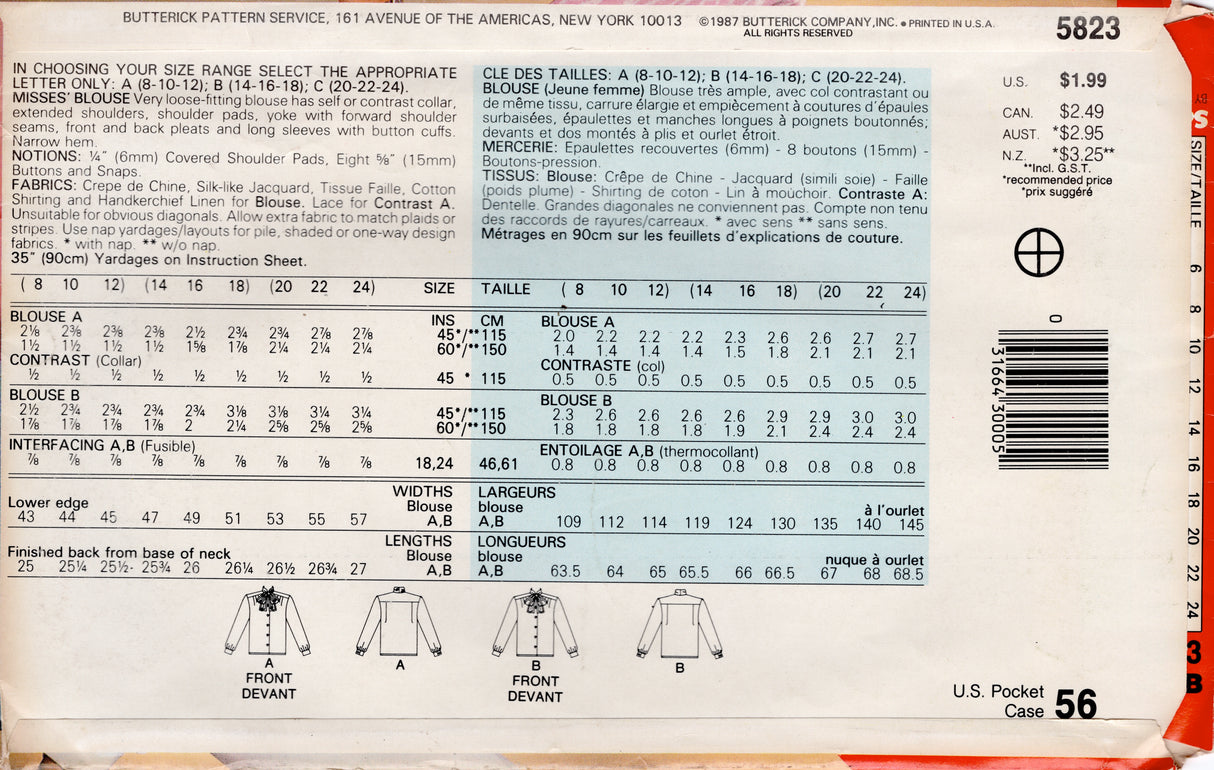 BUTTERICK PATTERN SERVICE, 161 AVENUE OF THE AMERICAS, NEW YORK 10013 ©1987 BUTTERICK COMPANY, INC. ● PRINTED IN U.S.A.
ALL RIGHTS RESERVED
5823
IN CHOOSING YOUR SIZE RANGE SELECT THE APPROPRIATE
LETTER ONLY: A (8-10-12); B (14-16-18); C (20-22-24).
MISSES' BLOUSE Very loose-fitting blouse has self or contrast collar,
extended shoulders, shoulder pads, yoke with forward shoulder
seams, front and back pleats and long sleeves with button cuffs.
Narrow hem.
NOTIONS: ¼" (6mm) Covered Shoulder Pads, Eight ⅝" (15mm)
Buttons and Snaps.
FABRICS: Crepe de Chine, Silk-like Jacquard, Tissue Faille, Cotton
Shirting and Handkerchief Linen for Blouse. Lace for Contrast A.
Unsuitable for obvious diagonals. Allow extra fabric to match plaids or
stripes. Use nap yardages/layouts for pile, shaded or one-way design
fabrics. * with nap. ** w/o nap.
35" (90cm) Yardages on Instruction Sheet.
CLE DES TAILLES: A (8-10-12); B (14-16-18); C (20-22-24).
BLOUSE (Jeune femme) Blouse très ample, avec col contrastant ou
de même tissu, carrure élargie et empiècement à coutures d'épaules
surbaisées, épaulettes et manches longues à poignets boutonnés;
devants et dos montés à plis et ourlet étroit.
MERCERIE: Epaulettes recouvertes (6mm) - 8 boutons (15mm) -
Boutons-pression.
TISSUS: Blouse: Crêpe de Chine - Jacquard (simili soie) - Faille
(poids plume) - Shirting de coton - Lin à mouchoir. Contraste A:
Dentelle. Grandes diagonales ne conviennent pas. Compte non tenu
des raccords de rayures/carreaux. * avec sens ** sans sens.
Métrages en 90cm sur les feuillets d'explications de couture.
U.S. $1.99
CAN. $2.49
AUST. *$2.95
N.Z. *$3.25**
**Incl. G.S.T.
*recommended price
*prix suggéré
( 8 10 12) (14 16 18) (20 22 24) SIZE TAILLE ( 8 10 12) (14 16 18) (20 22 24)
BLOUSE A INS CM BLOUSE A
2⅛ 2⅜ 2⅜ 2⅜ 2½ 2¾ 2¾ 2⅞ 2⅞ 45*/** 115 2.0 2.2 2.2 2.2 2.3 2.6 2.6 2.7 2.7
1½ 1½ 1½ 1½ 1⅝ 1⅞ 2¼ 2¼ 2¼ 60*/** 150 1.4 1.4 1.4 1.4 1.5 1.8 2.1 2.1 2.1
CONTRAST (Collar) CONTRASTE (col)
½ ½ ½ ½ ½ ½ ½ ½ ½ 45 * 115 0.5 0.5 0.5 0.5 0.5 0.5 0.5 0.5 0.5
BLOUSE B BLOUSE B
2½ 2¾ 2¾ 2¾ 2¾ 3⅛ 3⅛ 3¼ 3¼ 45*/** 115 2.3 2.6 2.6 2.6 2.6 2.9 2.9 3.0 3.0
1⅞ 1⅞ 1⅞ 1⅞ 2 2¼ 2⅝ 2⅝ 2⅝ 60*/** 150 1.8 1.8 1.8 1.8 1.9 2.1 2.4 2.4 2.4
INTERFACING A,B (Fusible) ENTOILAGE A,B (thermocollant)
⅞ ⅞ ⅞ ⅞ ⅞ ⅞ ⅞ ⅞ ⅞ 18,24 46,61 0.8 0.8 0.8 0.8 0.8 0.8 0.8 0.8 0.8
WIDTHS LARGEURS
Lower edge Blouse blouse à l'ourlet
43 44 45 47 49 51 53 55 57 A,B A,B 109 112 114 119 124 130 135 140 145
LENGTHS LONGUEURS
Finished back from base of neck Blouse blouse nuque à ourlet
25 25¼ 25½- 25¾ 26 26¼ 26½ 26¾ 27 A,B A,B 63.5 64 65 65.5 66 66.5 67 68 68.5
A
FRONT
DEVANT
A
B
FRONT
DEVANT
B
0
31664 30005
U.S. Pocket
Case 56
BY
S
SIZE/TAILLE
6
8
10
12
14
16
18
20
22
24
3
B